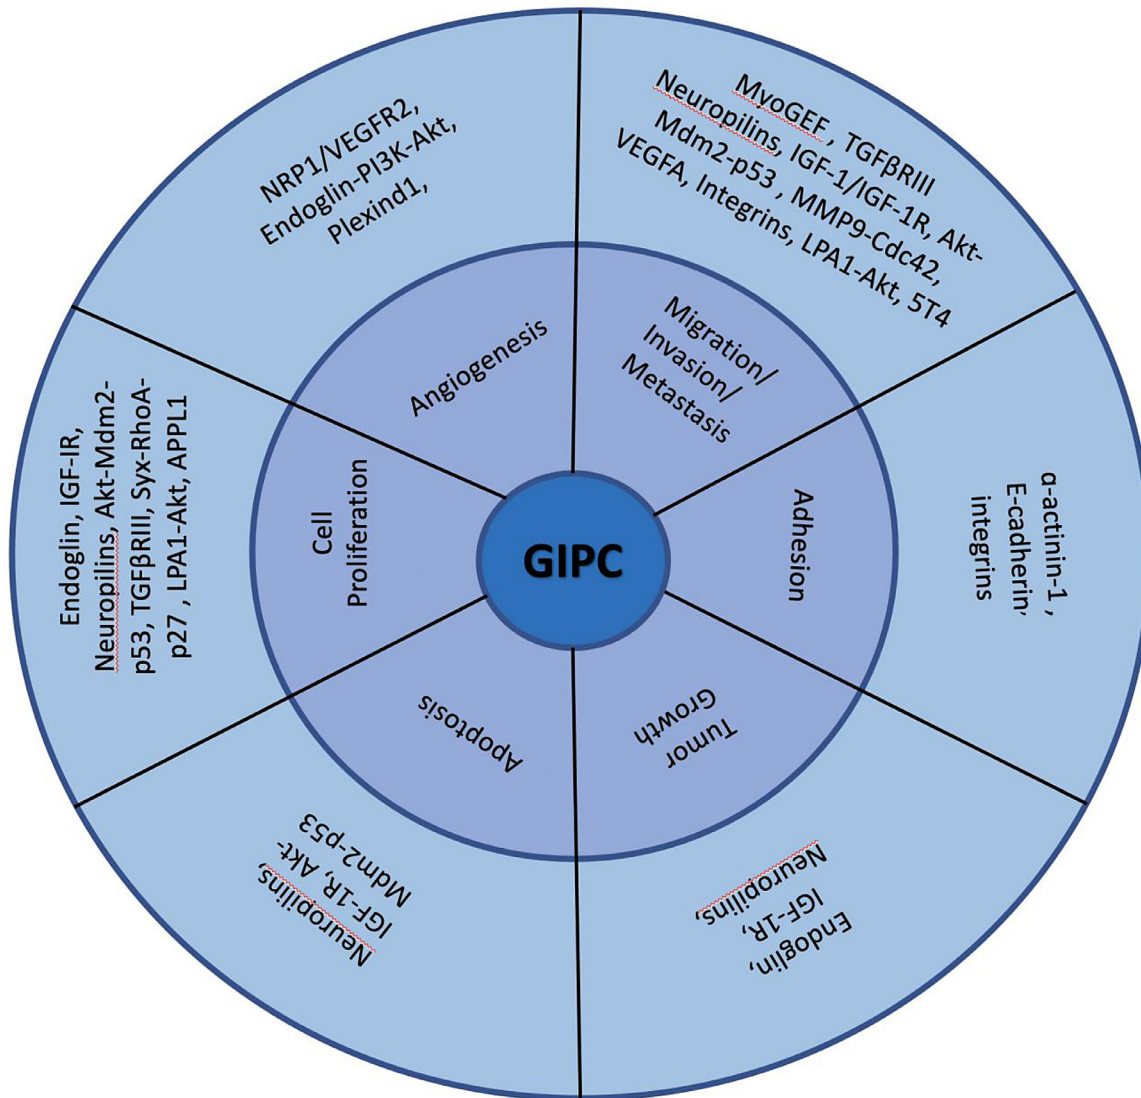 NRP1/VEGFR2,
Endoglin-PI3K-Akt,
Plexind1,
MyoGEF , TGFβRIII
Neuropilins, IGF-1/IGF-1R, Akt-
Mdm2-p53 , MMP9-Cdc42,
VEGFA, Integrins, LPA1-Akt, 5T4
Angiogenesis
Migration/
Invasion/
Metastasis
Endoglin, IGF-IR,
Neuropilins, Akt-Mdm2-
p53, TGFβRIII, Syx-RhoA-
p27 , LPA1-Akt, APPL1
Cell
Proliferation
GIPC
Adhesion
α-actinin-1 ,
E-cadherin,
integrins
Apoptosis
Tumor
Growth
Neuropilins,
IGF-1R, Akt-
Mdm2-p53
Endoglin,
IGF-1R,
Neuropilins,